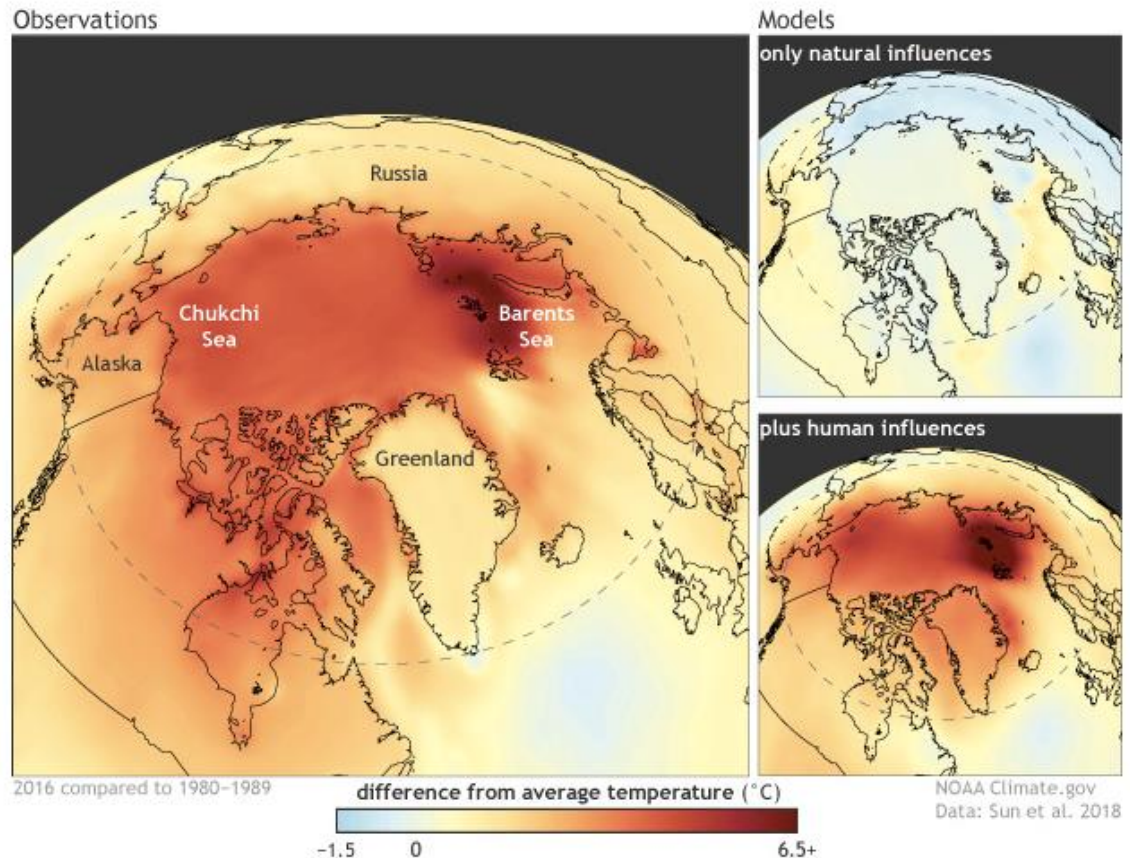 Observations
Models
only natural influences
Russia
Chukchi
Sea
Barents
Sea
Alaska
Greenland
plus human influences
2016 compared to 1980–1989
difference from average temperature (°C)
NOAA Climate.gov
Data: Sun et al. 2018
−1.5 0 6.5+